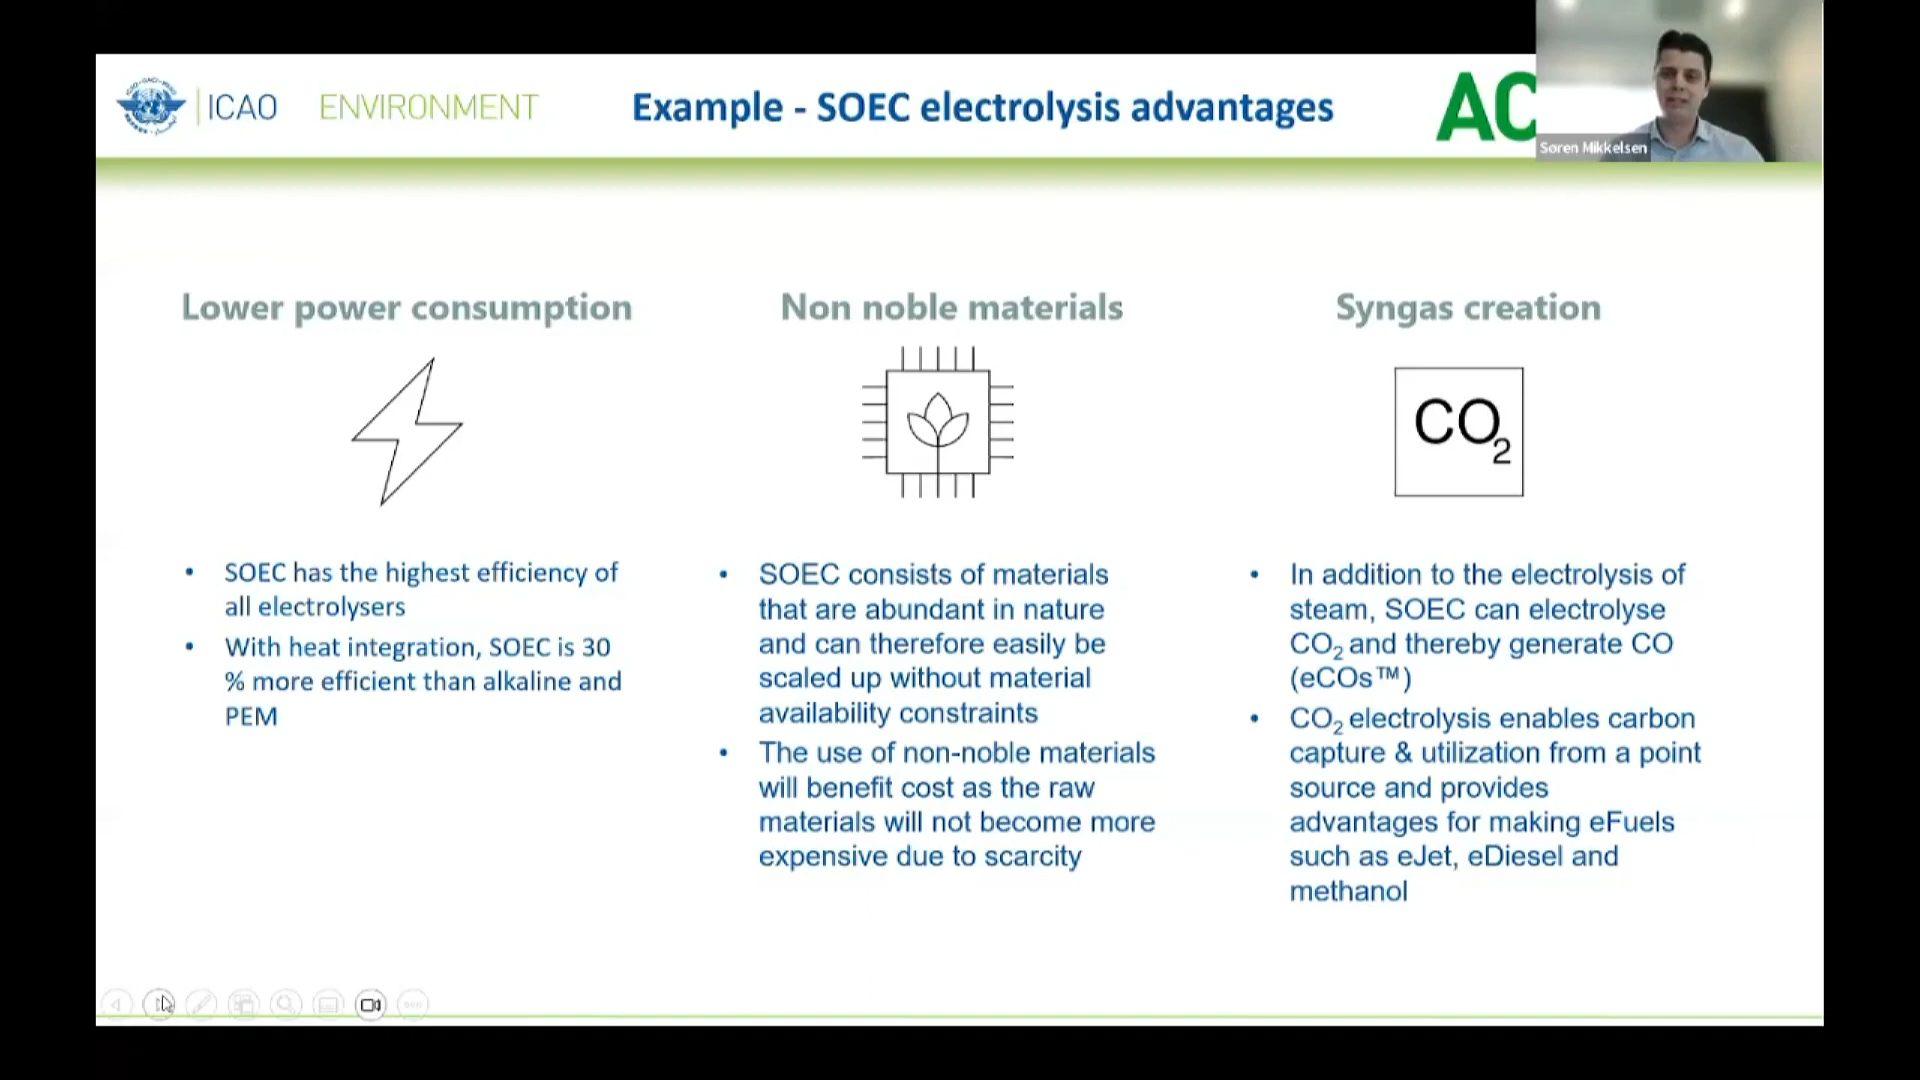 ICAO ENVIRONMENT
Example - SOEC electrolysis advantages
AC
Søren Mikkelsen
Lower power consumption
SOEC has the highest efficiency of
all electrolysers
With heat integration, SOEC is 30
% more efficient than alkaline and
PEM
Non noble materials
SOEC consists of materials
that are abundant in nature
and can therefore easily be
scaled up without material
availability constraints
The use of non-noble materials
will benefit cost as the raw
materials will not become more
expensive due to scarcity
Syngas creation
CO₂
In addition to the electrolysis of
steam, SOEC can electrolyse
CO₂ and thereby generate CO
(eCOs™)
CO₂ electrolysis enables carbon
capture & utilization from a point
source and provides
advantages for making eFuels
such as eJet, eDiesel and
methanol